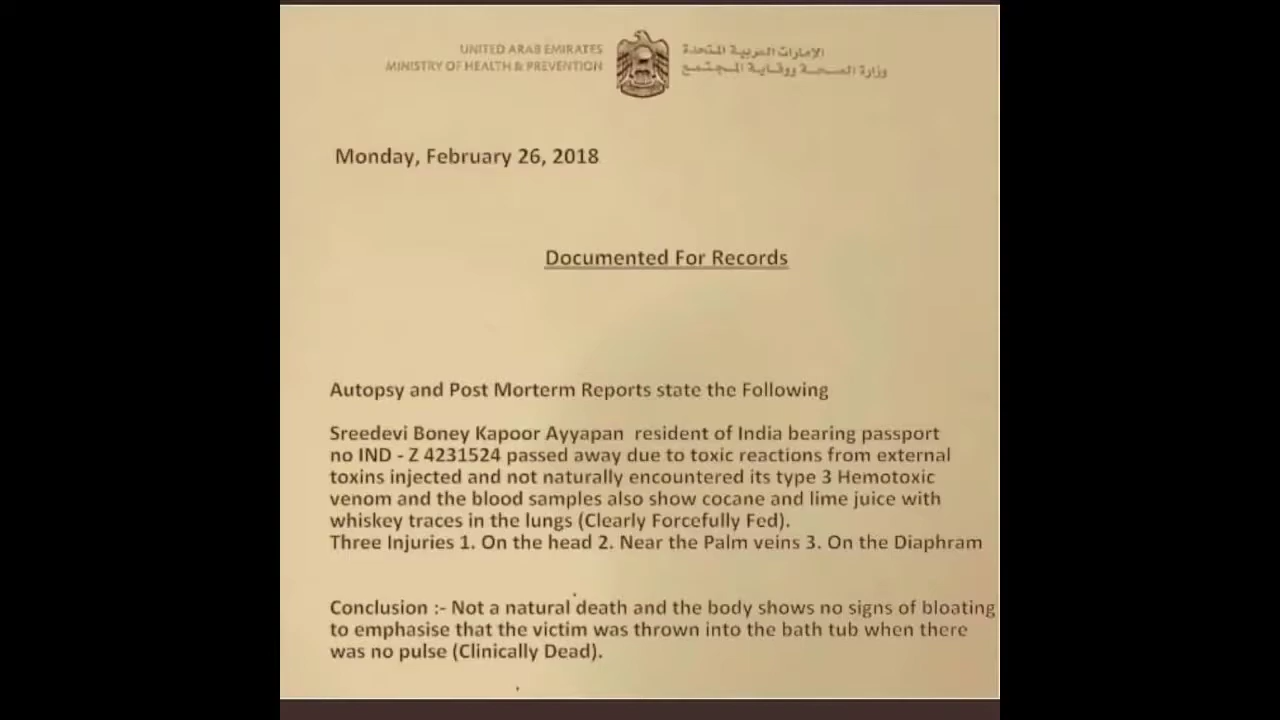 UNITED ARAB EMIRATES
MINISTRY OF HEALTH & PREVENTION
الإمارات العربية المتحدة
وزارة الصحة ووقاية المجتمع
Monday, February 26, 2018
Documented For Records
Autopsy and Post Morterm Reports state the Following
Sreedevi Boney Kapoor Ayyapan resident of India bearing passport
no IND - Z 4231524 passed away due to toxic reactions from external
toxins injected and not naturally encountered its type 3 Hemotoxic
venom and the blood samples also show cocane and lime juice with
whiskey traces in the lungs (Clearly Forcefully Fed).
Three Injuries 1. On the head 2. Near the Palm veins 3. On the Diaphram
Conclusion :- Not a natural death and the body shows no signs of bloating
to emphasise that the victim was thrown into the bath tub when there
was no pulse (Clinically Dead).